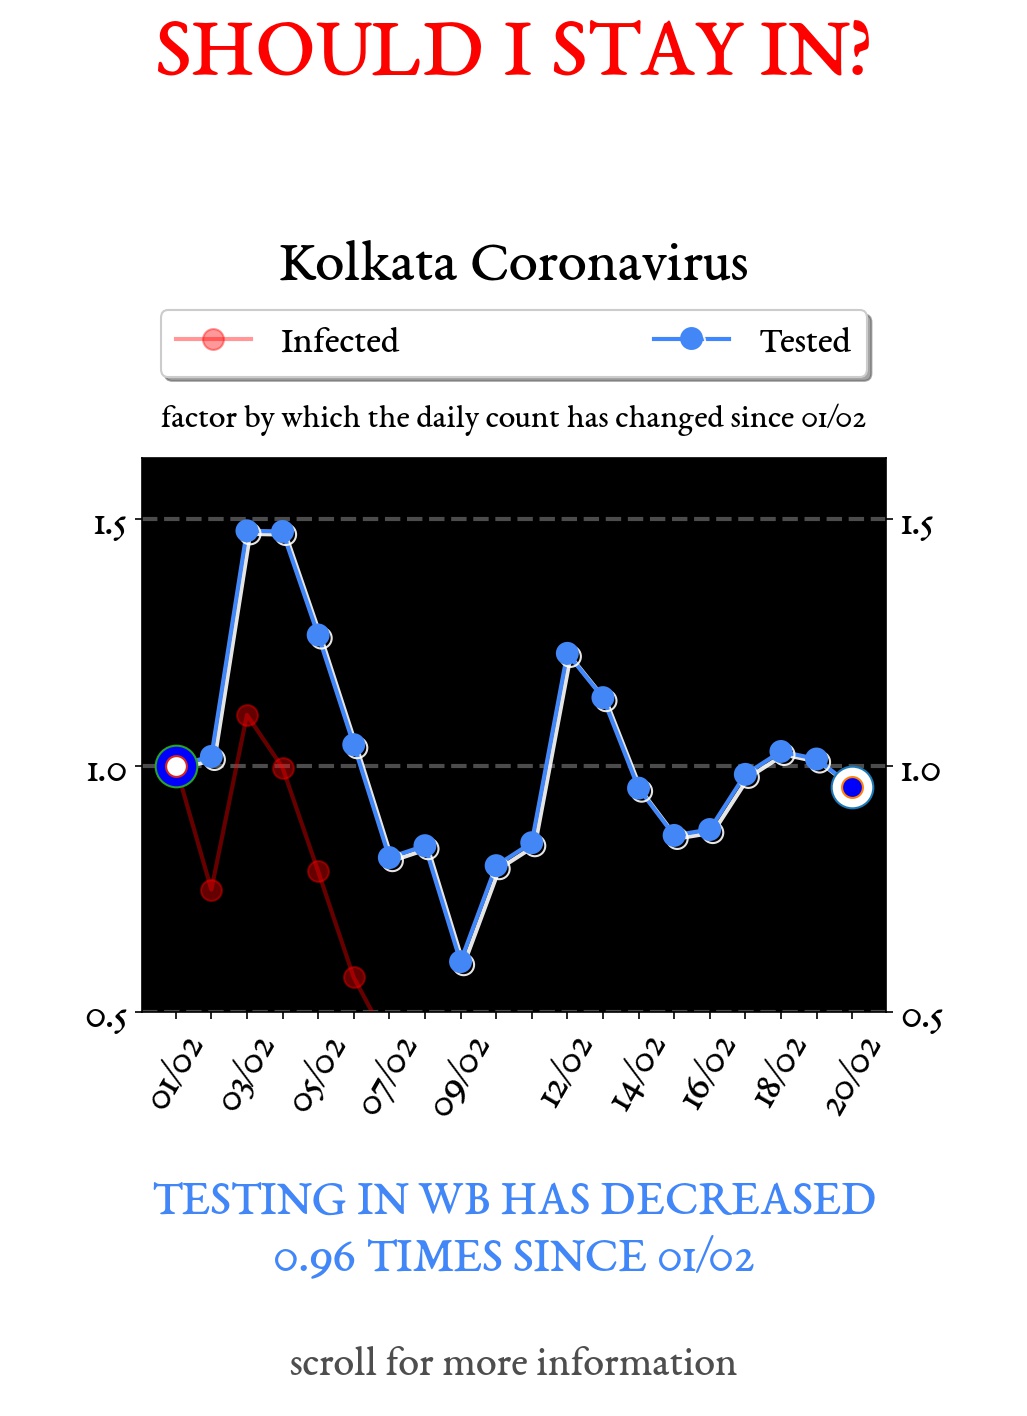 SHOULD I STAY IN?
Kolkata Coronavirus
Infected Tested
factor by which the daily count has changed since 01/02
1.5 1.5
1.0 1.0
0.5 0.5
01/02 03/02 05/02 07/02 09/02 12/02 14/02 16/02 18/02 20/02
TESTING IN WB HAS DECREASED
0.96 TIMES SINCE 01/02
scroll for more information